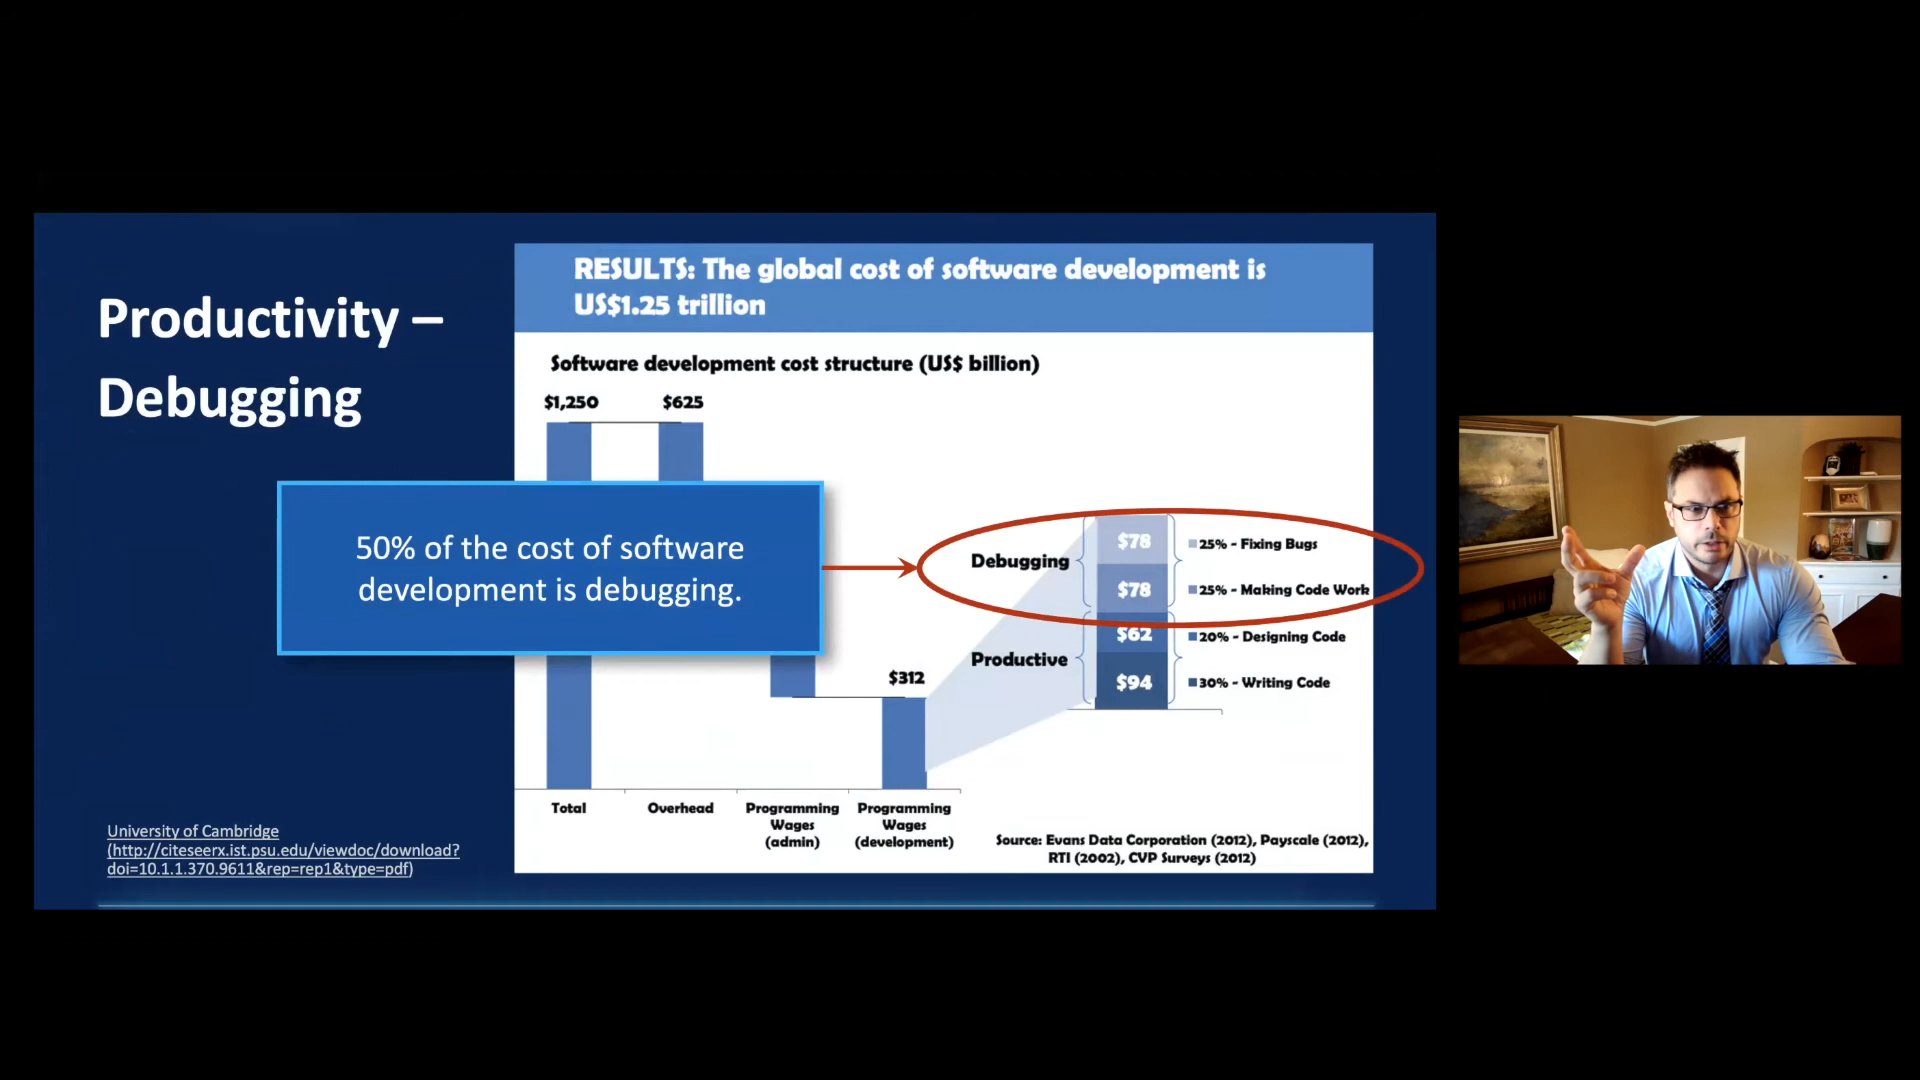 Productivity –
Debugging
RESULTS: The global cost of software development is
US$1.25 trillion
Software development cost structure (US$ billion)
$1,250
$625
50% of the cost of software
development is debugging.
$312
Debugging
Productive
$78
$78
$62
$94
25% - Fixing Bugs
25% - Making Code Work
20% - Designing Code
30% - Writing Code
Total
Overhead
Programming
Wages
(admin)
Programming
Wages
(development)
Source: Evans Data Corporation (2012), Payscale (2012),
RTI (2002), CVP Surveys (2012)
University of Cambridge
(http://citeseerx.ist.psu.edu/viewdoc/download?
doi=10.1.1.370.9611&rep=rep1&type=pdf)